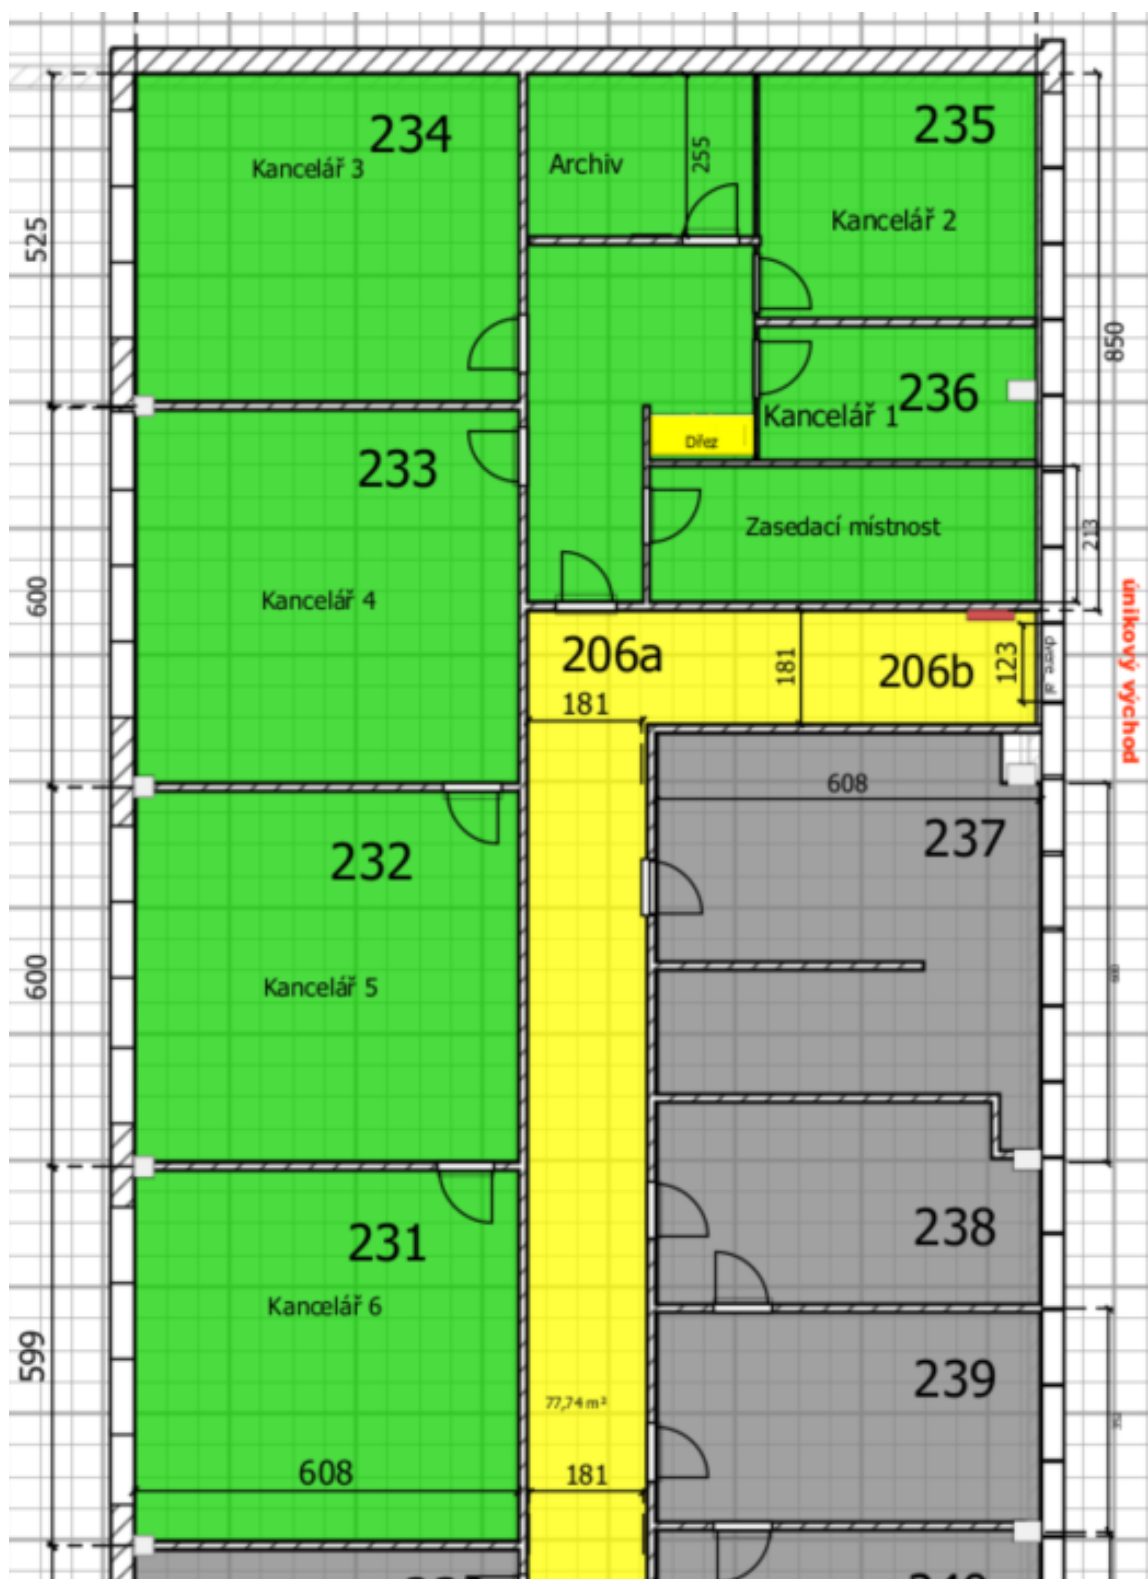 234
Kancelář 3
525
Archiv
255
235
Kancelář 2
850
236
Kancelář 1
Dřez
233
Kancelář 4
600
Zasedací místnost
213
únikový východ
206a
181
181
206b
123
608
237
232
Kancelář 5
600
231
Kancelář 6
599
238
239
77,74 m²
608
181